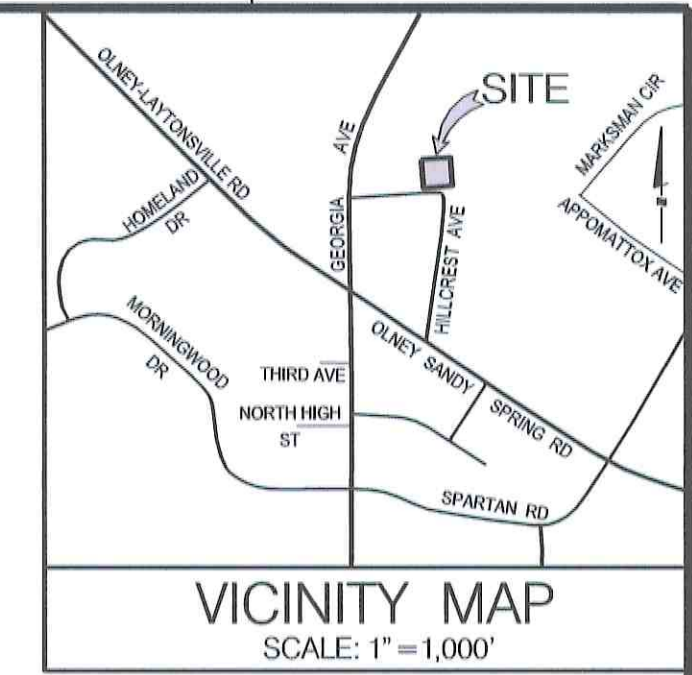 OLNEY-LAYTONSVILLE RD
AVE
SITE
MARKSMAN CIR
HOMELAND
DR
GEORGIA
HILLCREST AVE
APPOMATTOX AVE
N
MORNINGWOOD
DR
OLNEY SANDY
SPRING RD
THIRD AVE
NORTH HIGH
ST
SPARTAN RD
VICINITY MAP
SCALE: 1"=1,000'